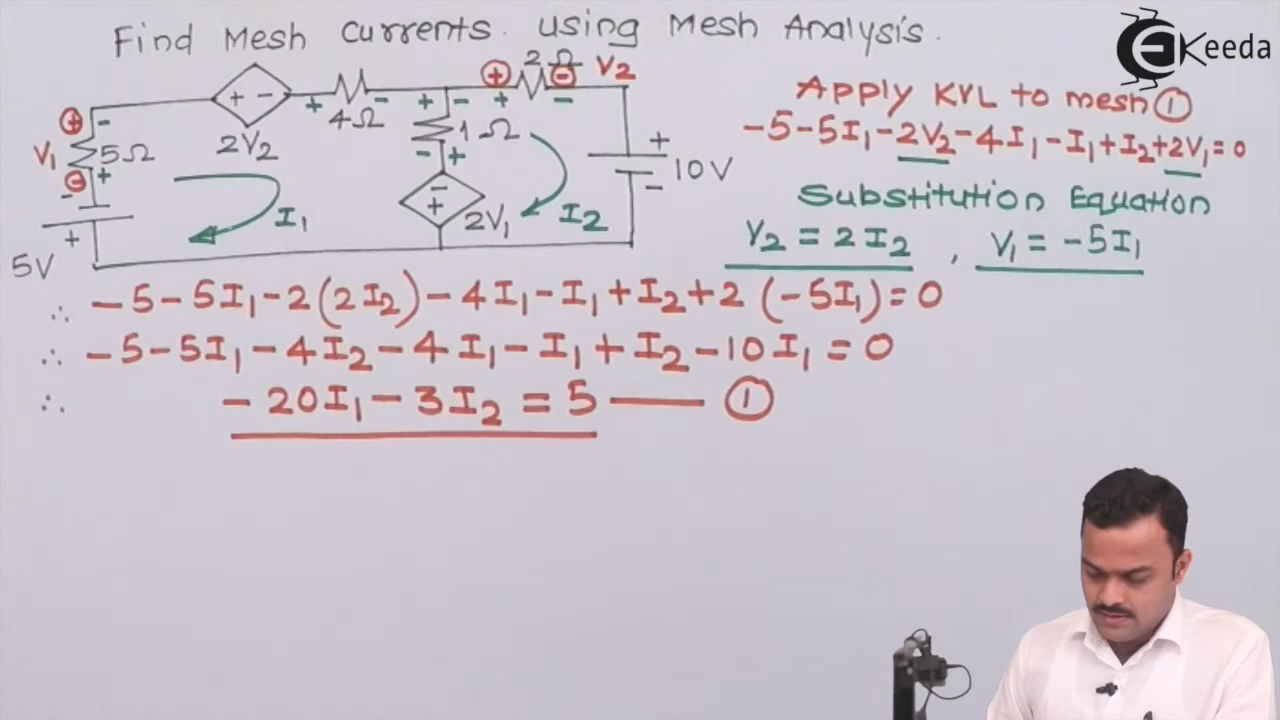 Find Mesh Currents. using Mesh Analysis.
EKeeda
+ - 2V₂
+ - 4Ω
+ - 1Ω
⊕ 2Ω ⊖ V₂
+ -
⊕ - V₁ 5Ω ⊖ +
- + 5V
I₁
- + 2V₁
I₂
+ - 10V
Apply KVL to mesh ①
-5-5I₁-2V₂-4I₁-I₁+I₂+2V₁=0
Substitution Equation
V₂ = 2I₂ , V₁ = -5I₁
∴ -5-5I₁-2(2I₂)-4I₁-I₁+I₂+2(-5I₁)=0
∴ -5-5I₁-4I₂-4I₁-I₁+I₂-10I₁=0
∴ -20I₁-3I₂=5 —— ①